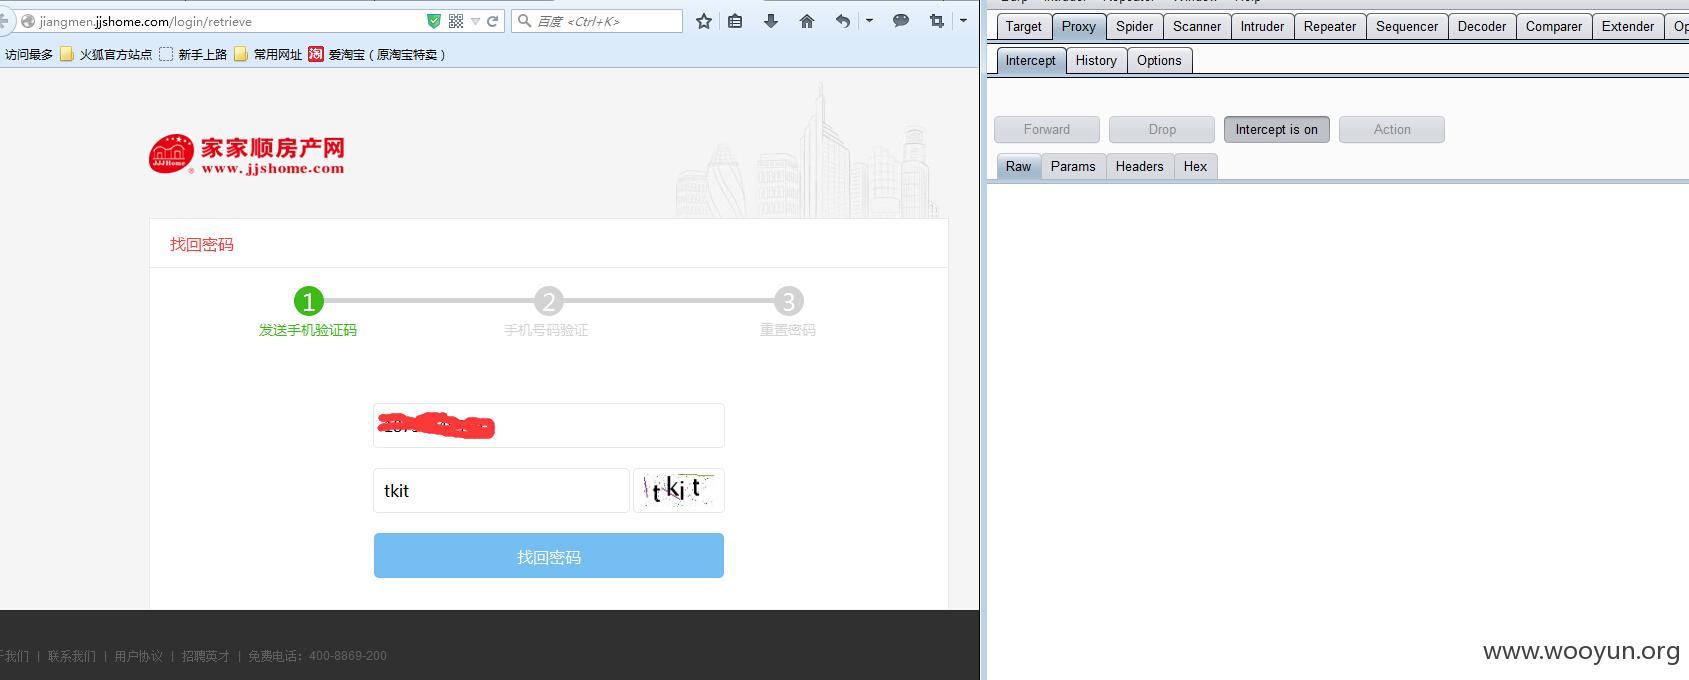 jiangmen.jjshome.com/login/retrieve
百度 <Ctrl+K>
访问最多 火狐官方站点 新手上路 常用网址 淘 爱淘宝（原淘宝特卖）
家家顺房产网
JJJHome
www.jjshome.com
找回密码
1 2 3
发送手机验证码 手机号码验证 重置密码
tkit tkit
找回密码
于我们 | 联系我们 | 用户协议 | 招聘英才 | 免费电话：400-8869-200
Target Proxy Spider Scanner Intruder Repeater Sequencer Decoder Comparer Extender Op
Intercept History Options
Forward Drop Intercept is on Action
Raw Params Headers Hex
www.wooyun.org